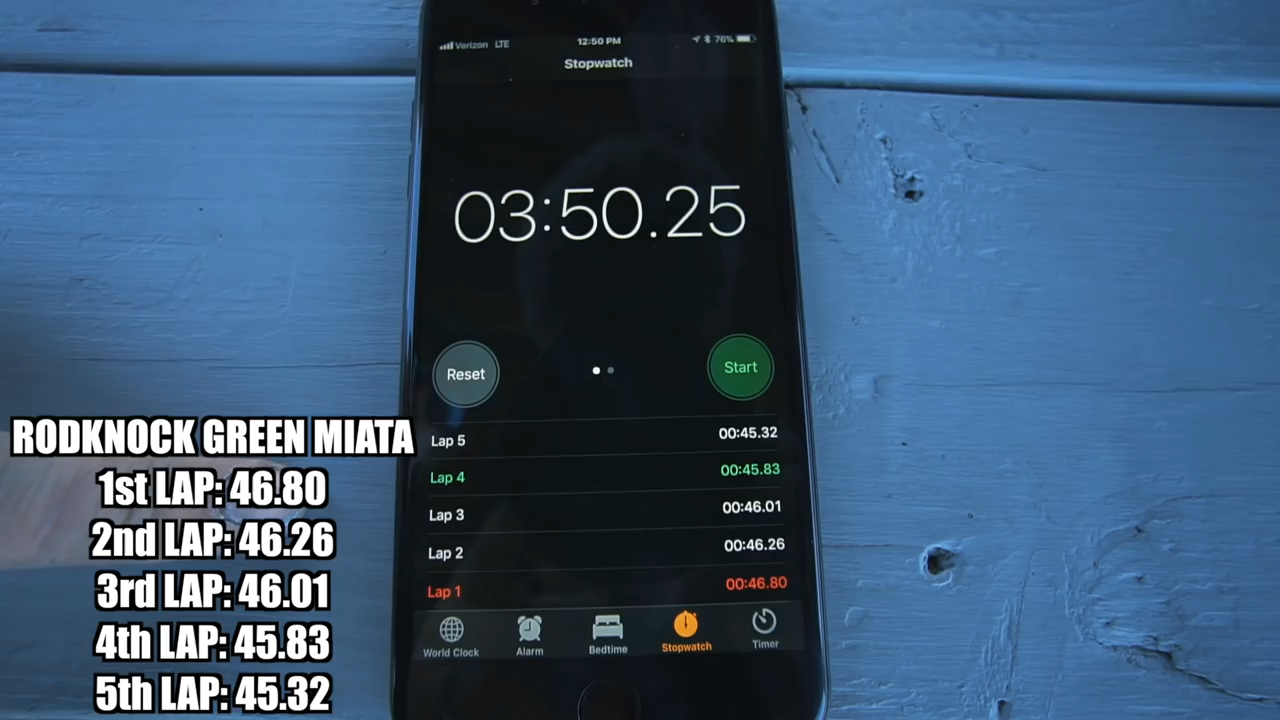 Verizon LTE 12:50 PM 76%
Stopwatch
03:50.25
Reset Start
Lap 5 00:45.32
Lap 4 00:45.83
Lap 3 00:46.01
Lap 2 00:46.26
Lap 1 00:46.80
World Clock Alarm Bedtime Stopwatch Timer
RODKNOCK GREEN MIATA
1st LAP: 46.80
2nd LAP: 46.26
3rd LAP: 46.01
4th LAP: 45.83
5th LAP: 45.32